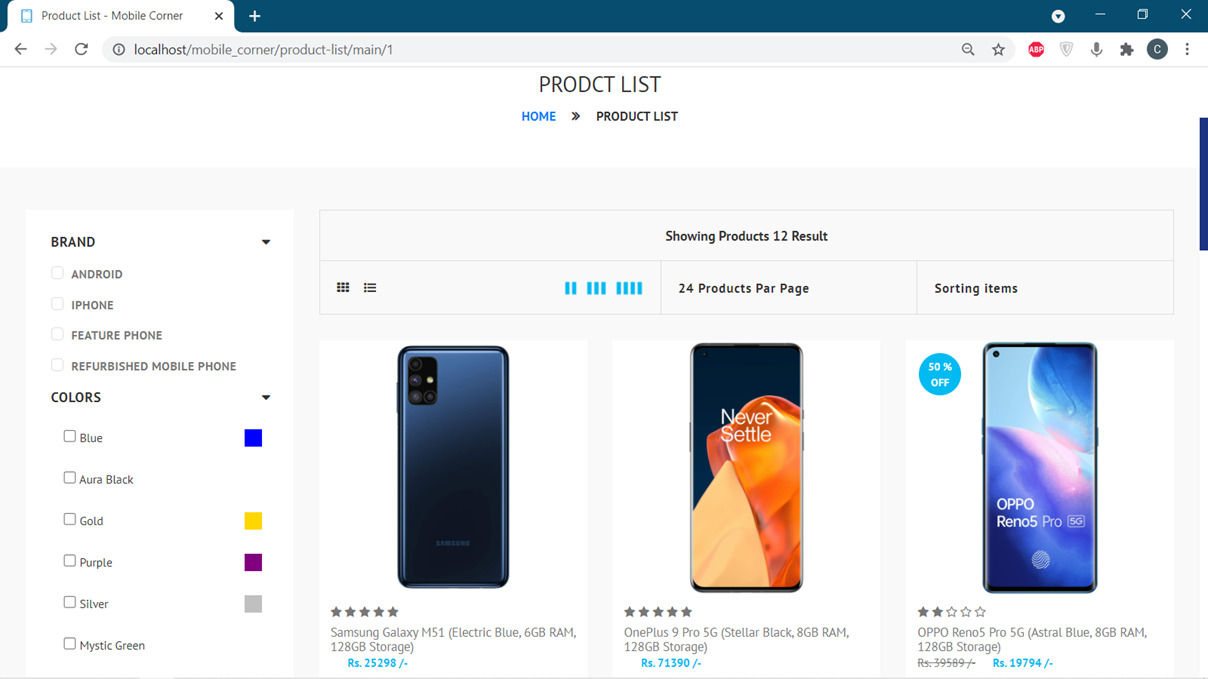 Product List - Mobile Corner
localhost/mobile_corner/product-list/main/1
ABP
C
PRODCT LIST
HOME » PRODUCT LIST
BRAND
ANDROID
IPHONE
FEATURE PHONE
REFURBISHED MOBILE PHONE
COLORS
Blue
Aura Black
Gold
Purple
Silver
Mystic Green
Showing Products 12 Result
24 Products Par Page
Sorting items
SAMSUNG
Samsung Galaxy M51 (Electric Blue, 6GB RAM,
128GB Storage)
Rs. 25298 /-
Never
Settle
OnePlus 9 Pro 5G (Stellar Black, 8GB RAM,
128GB Storage)
Rs. 71390 /-
50 %
OFF
OPPO
Reno5 Pro 5G
OPPO Reno5 Pro 5G (Astral Blue, 8GB RAM,
128GB Storage)
Rs. 39589 /- Rs. 19794 /-